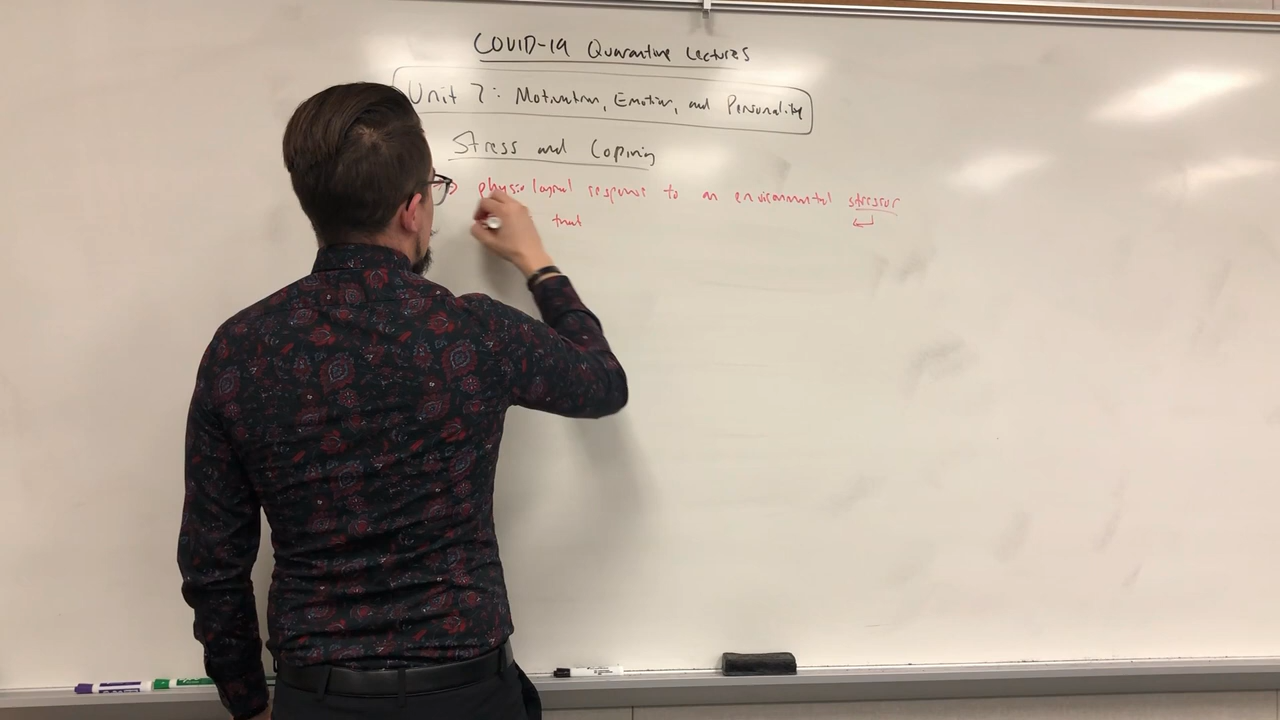 COVID-19 Quarantine Lectures
Unit 7: Motivation, Emotion, and Personality
Stress and Coping
→ physiological response to an environmental stressor
that